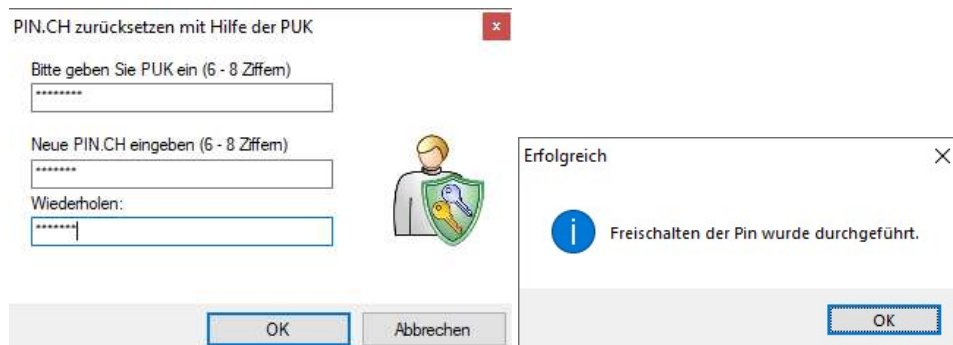 PIN.CH zurücksetzen mit Hilfe der PUK
x
Bitte geben Sie PUK ein (6 - 8 Ziffern)
********
Neue PIN.CH eingeben (6 - 8 Ziffern)
*******
Wiederholen:
*******
OK
Abbrechen
Erfolgreich
i
Freischalten der Pin wurde durchgeführt.
OK